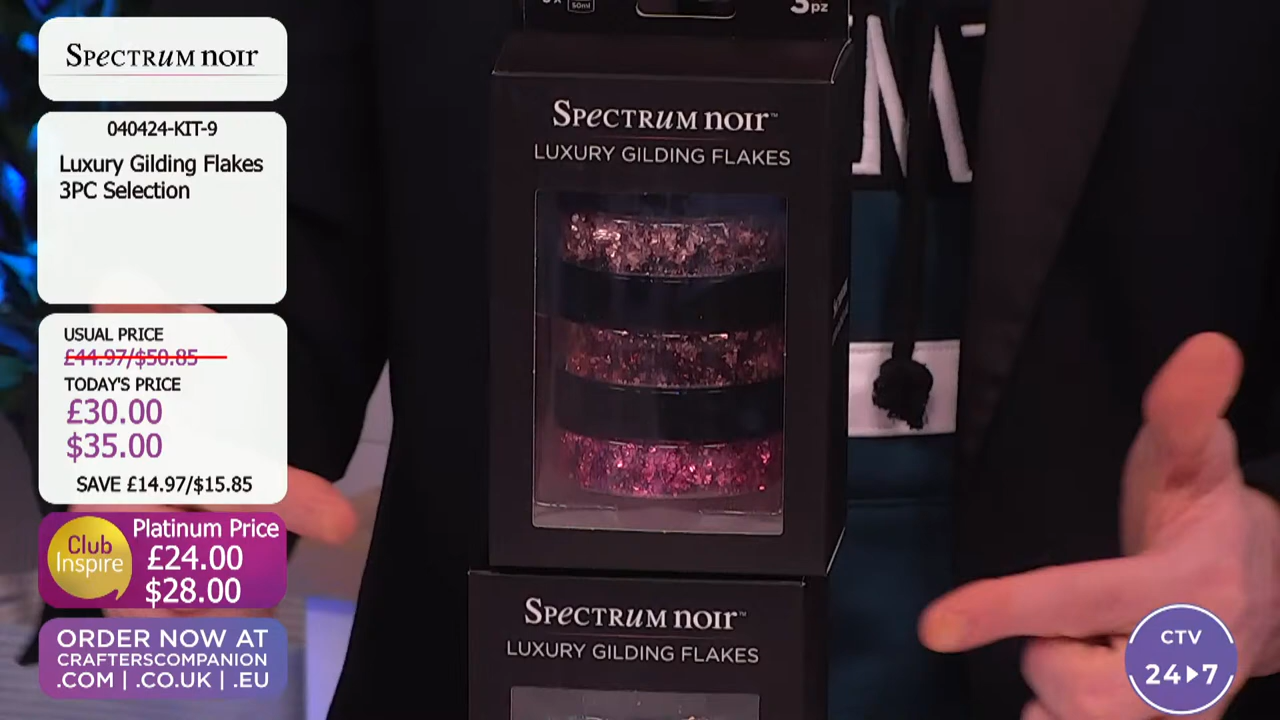 SPECTRUM NOIR
040424-KIT-9
Luxury Gilding Flakes
3PC Selection
USUAL PRICE
£44.97/$50.85
TODAY'S PRICE
£30.00
$35.00
SAVE £14.97/$15.85
Club
Inspire
Platinum Price
£24.00
$28.00
ORDER NOW AT
CRAFTERSCOMPANION
.COM | .CO.UK | .EU
50ml
3pz
SPECTRUM NOIR™
LUXURY GILDING FLAKES
SPECTRUM NOIR™
LUXURY GILDING FLAKES
CTV
24▶7